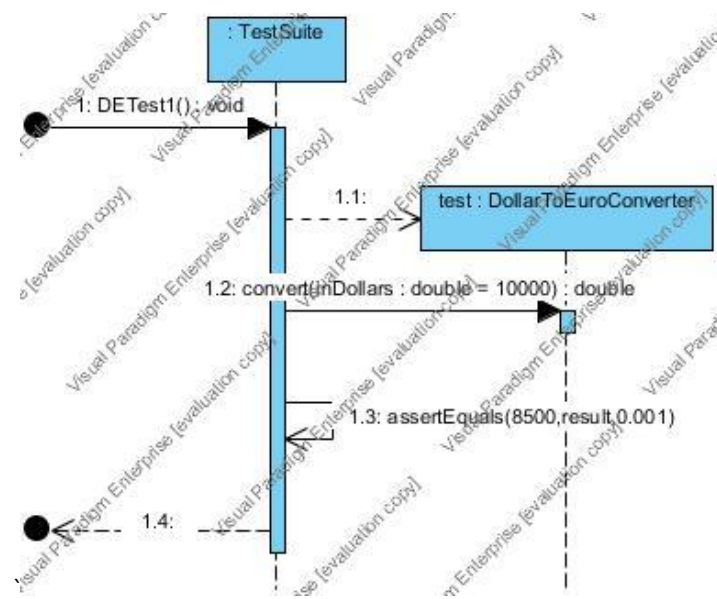 : TestSuite
1: DETest1() : void
1.1:
test : DollarToEuroConverter
1.2: convert(inDollars : double = 10000) : double
1.3: assertEquals(8500,result,0.001)
1.4:
Visual Paradigm Enterprise [evaluation copy]